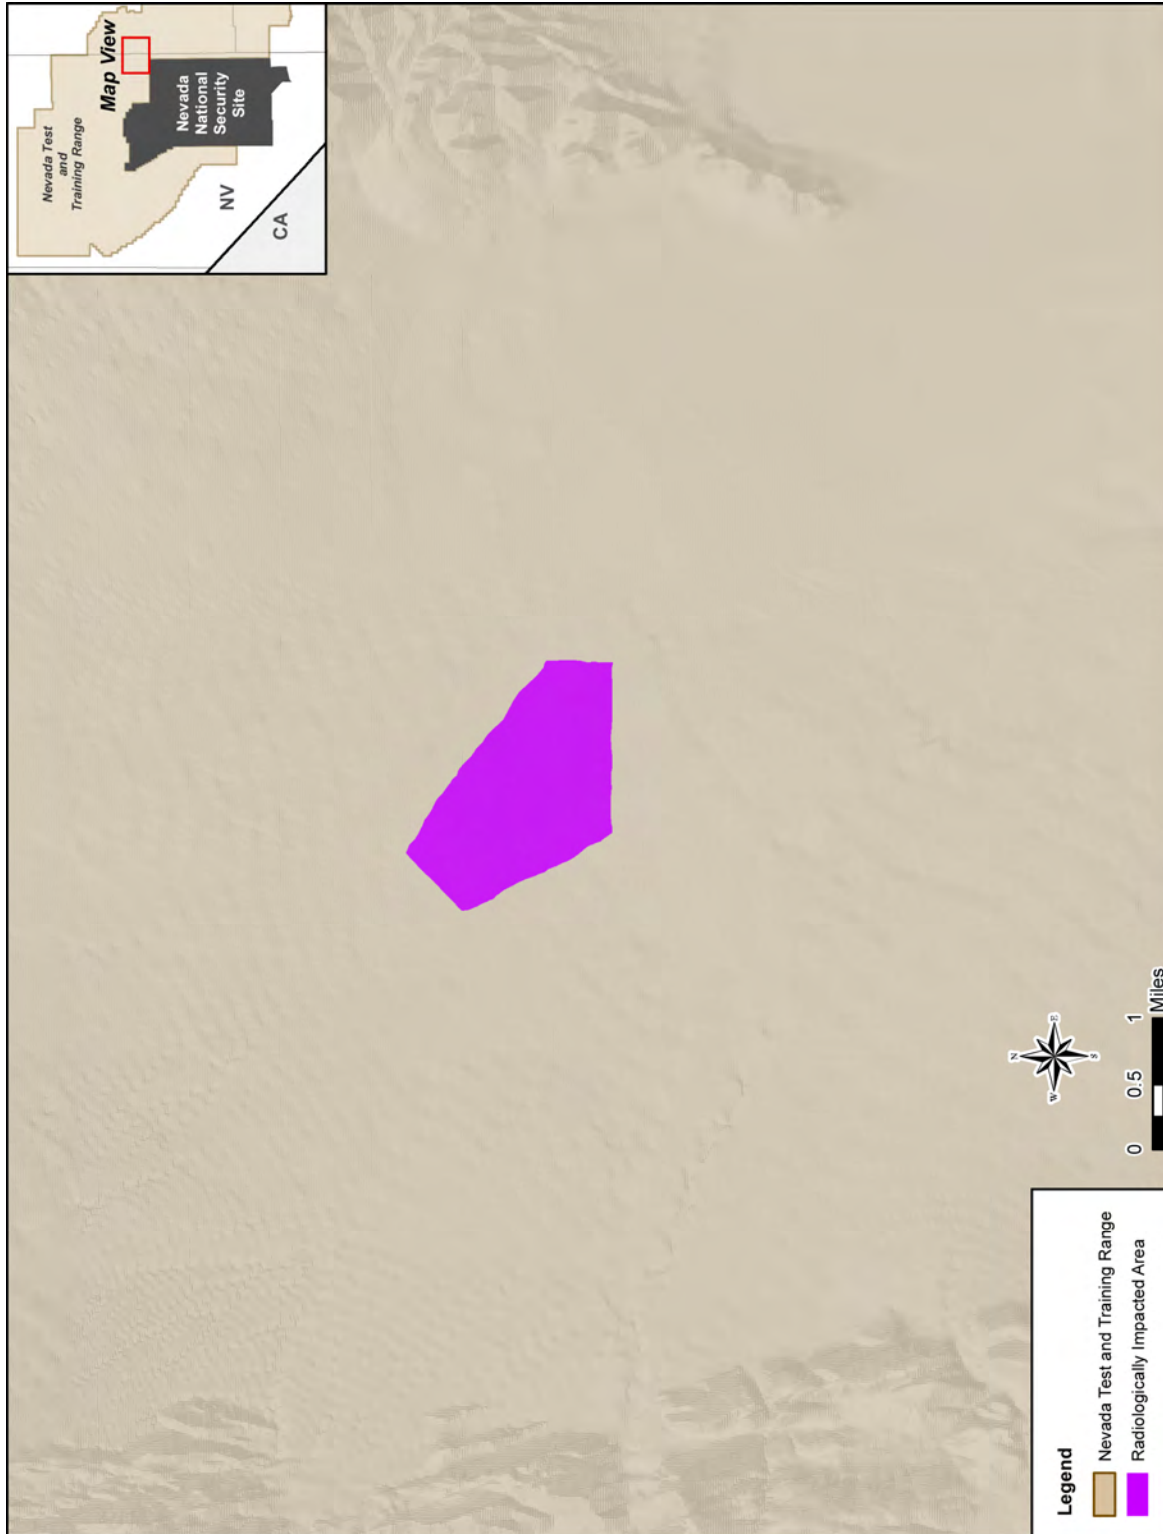 Map View
Nevada Test
and
Training Range
Nevada
National
Security
Site
NV
CA
N
W
E
S
0
0.5
1
Miles
Legend
Nevada Test and Training Range
Radiologically Impacted Area